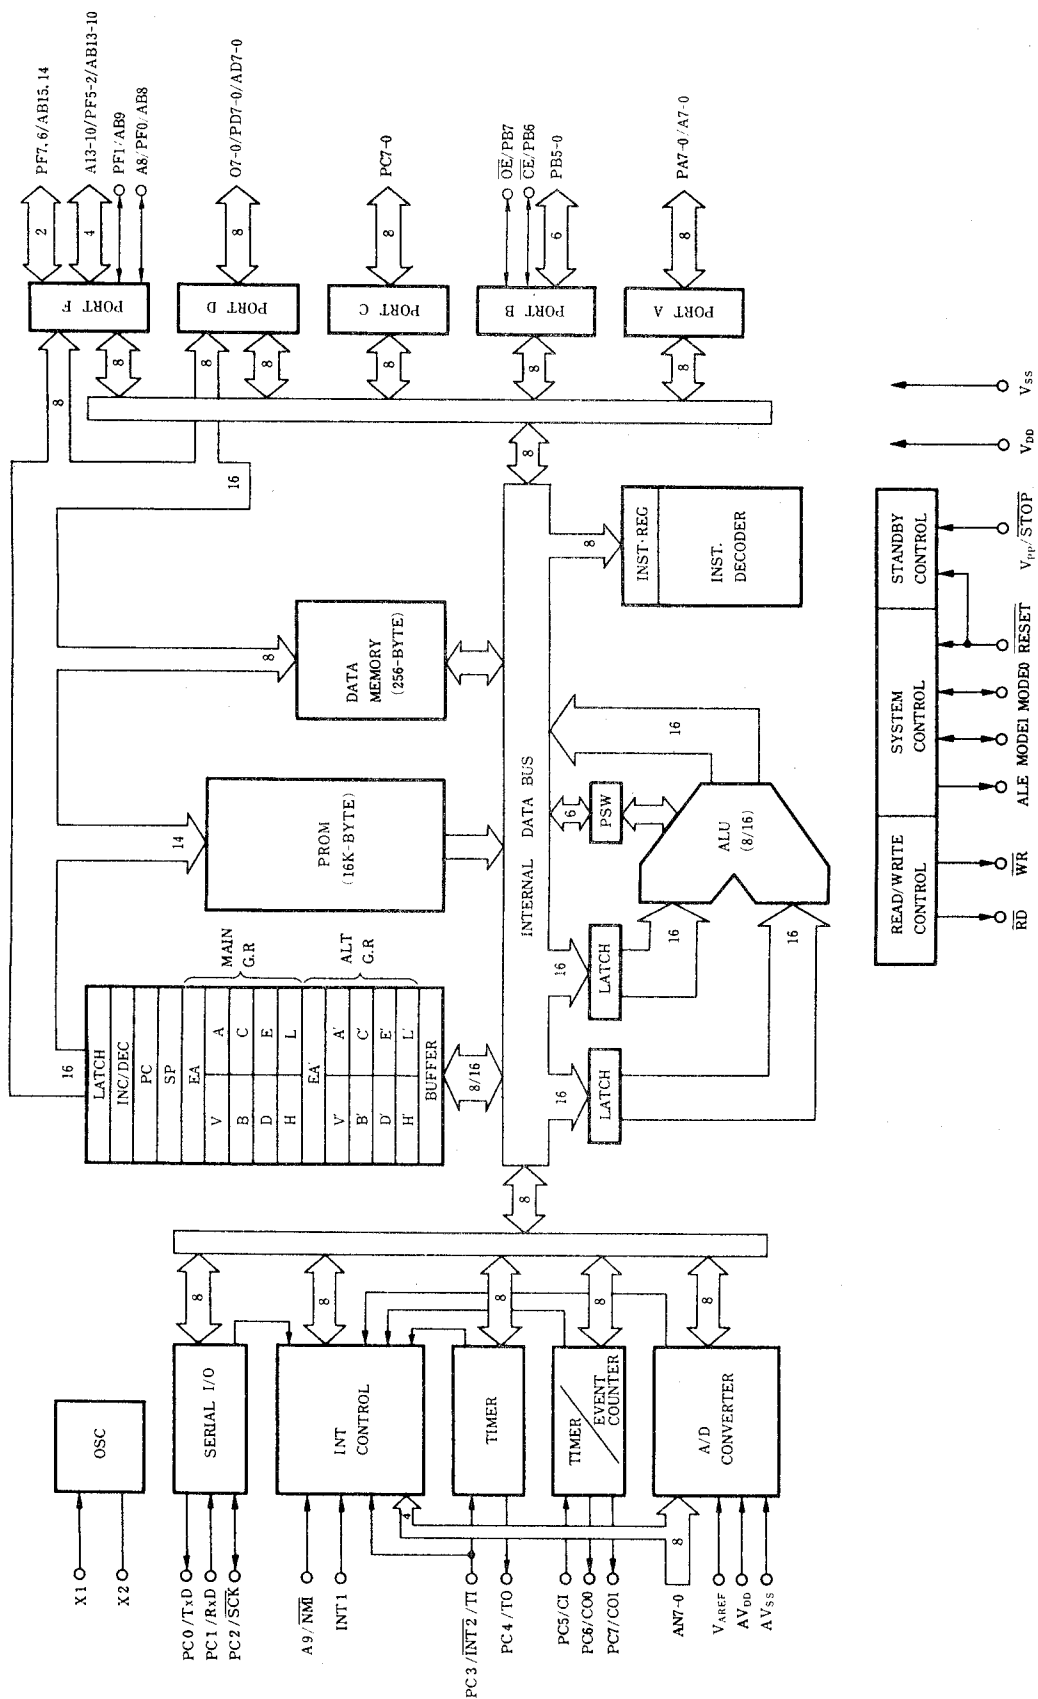 X1
X2
OSC
PC0/TxD
PC1/RxD
PC2/SCK
SERIAL I/O
8
A9/NMI
INT1
INT
CONTROL
8
4
PC3/INT2/TI
PC4/TO
TIMER
8
PC5/CI
PC6/CO0
PC7/CO1
TIMER
EVENT
COUNTER
8
AN7-0
8
VAREF
AVDD
AVSS
A/D
CONVERTER
8
8
16
LATCH
INC/DEC
PC
SP
EA
V A
B C
D E
H L
EA'
V' A'
B' C'
D' E'
H' L'
BUFFER
MAIN
G.R
ALT
G.R
8/16
14
PROM
(16K-BYTE)
8
DATA
MEMORY
(256-BYTE)
16
INTERNAL DATA BUS
16
LATCH
16
LATCH
16
16
6
PSW
ALU
(8/16)
16
8
INST·REG
INST.
DECODER
8
8
PORT F
8
2
PF7,6/AB15,14
4
A13-10/PF5-2/AB13-10
PF1/AB9
A8/PF0/AB8
8
8
PORT D
8
O7-0/PD7-0/AD7-0
8
PORT C
8
PC7-0
8
PORT B
OE/PB7
CE/PB6
6
PB5-0
8
PORT A
8
PA7-0/A7-0
READ/WRITE
CONTROL
SYSTEM
CONTROL
STANDBY
CONTROL
RD
WR
ALE
MODE1
MODE0
RESET
VPP/STOP
VDD
VSS